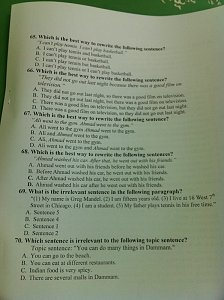 65. Which is the best way to rewrite the following sentence?
"I can't play tennis. I can't play basketball."
A. I can't play tennis or I can play basketball.
B. I can't play tennis or basketball.
C. I can't play tennis but basketball.
D. I can't play tennis but I can't basketball.
66. Which is the best way to rewrite the following sentence?
"They did not go out last night because there was a good film on
television."
A. They did not go out last night, so there was a good film on television.
B. They did not go out last night, but there was a good film on television.
C. There was a good film on television, but they did not go out last night.
D. There was a good film on television, so they did not go out last night.
67. Which is the best way to rewrite the following sentence?
"Ali went to the gym. Ahmad went to the gym."
A. Ali went to the gym Ahmad went to the gym.
B. Ali and Ahmad went to the gym.
C. Ali, Ahmad went to the gym.
D. Ali went to the gym and Ahmad went to the gym.
68. Which is the best way to rewrite the following sentences?
"Ahmad washed his car. After that, he went out with his friends."
A. Ahmad went out with his friends before he washed his car.
B. Before Ahmad washed his car, he went out with his friends.
C. After Ahmad washed his car, he went out with his friends.
D. Ahmad washed his car after he went out with his friends.
69. What is the irrelevant sentence in the following paragraph?
"(1) My name is Greg Mandel. (2) I am fifteen years old. (3) I live at 16 West 7th
Street in Chicago. (4) I am a student. (5) My father plays tennis in his free time."
A. Sentence 5
B. Sentence 4
C. Sentence 3
D. Sentence 2
70. Which sentence is irrelevant to the following topic sentence?
Topic sentence: "You can do many things in Dammam."
A. You can go to the beach.
B. You can eat at different restaurants.
C. Indian food is very spicy.
D. There are several malls in Dammam.